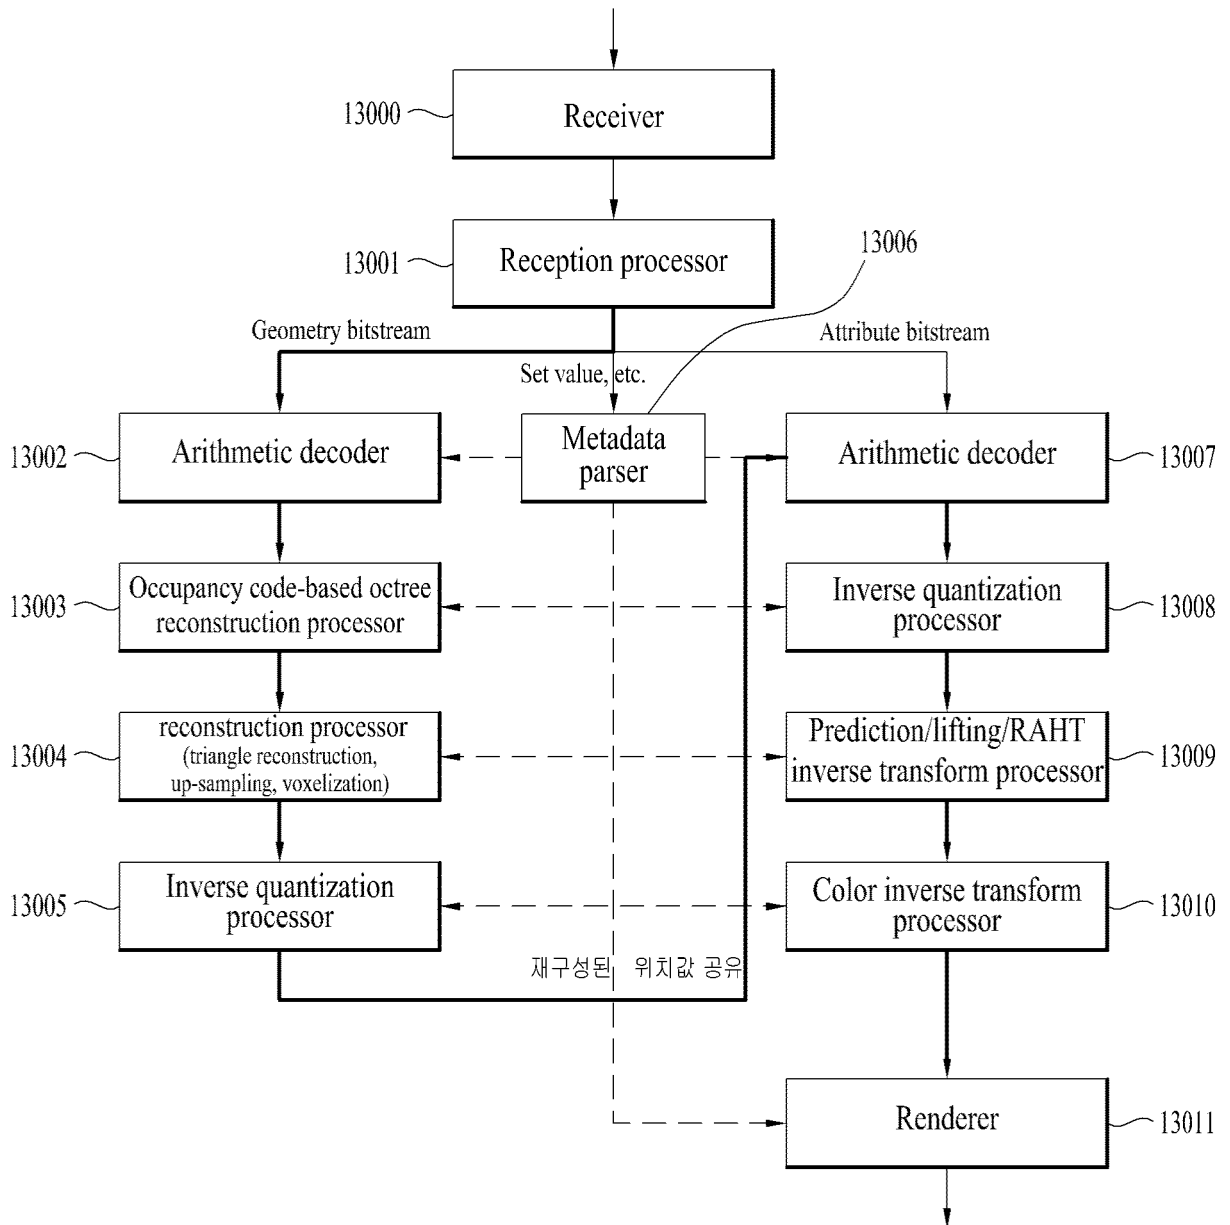 13000
Receiver
13001
Reception processor
13006
Geometry bitstream
Attribute bitstream
Set value, etc.
13002
Arithmetic decoder
Metadada
parser
Arithmetic decoder
13007
13003
Occupancy code-based octree
reconstruction processor
Inverse quantization
processor
13008
13004
reconstruction processor
(triangle reconstruction,
up-sampling, voxelization)
Prediction/lifting/RAHT
inverse transform processor
13009
13005
Inverse quantization
processor
Color inverse transform
processor
13010
재구성된 위치값 공유
Renderer
13011